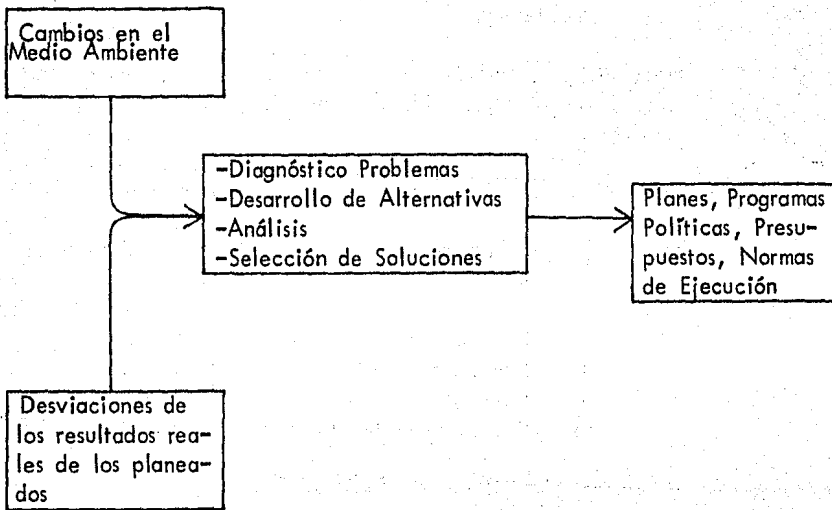 Cambios en el
Medio Ambiente
-Diagnóstico Problemas
-Desarrollo de Alternativas
-Análisis
-Selección de Soluciones
Planes, Programas
Políticas, Presu-
puestos, Normas
de Ejecución
Desviaciones de
los resultados rea-
les de los planea-
dos